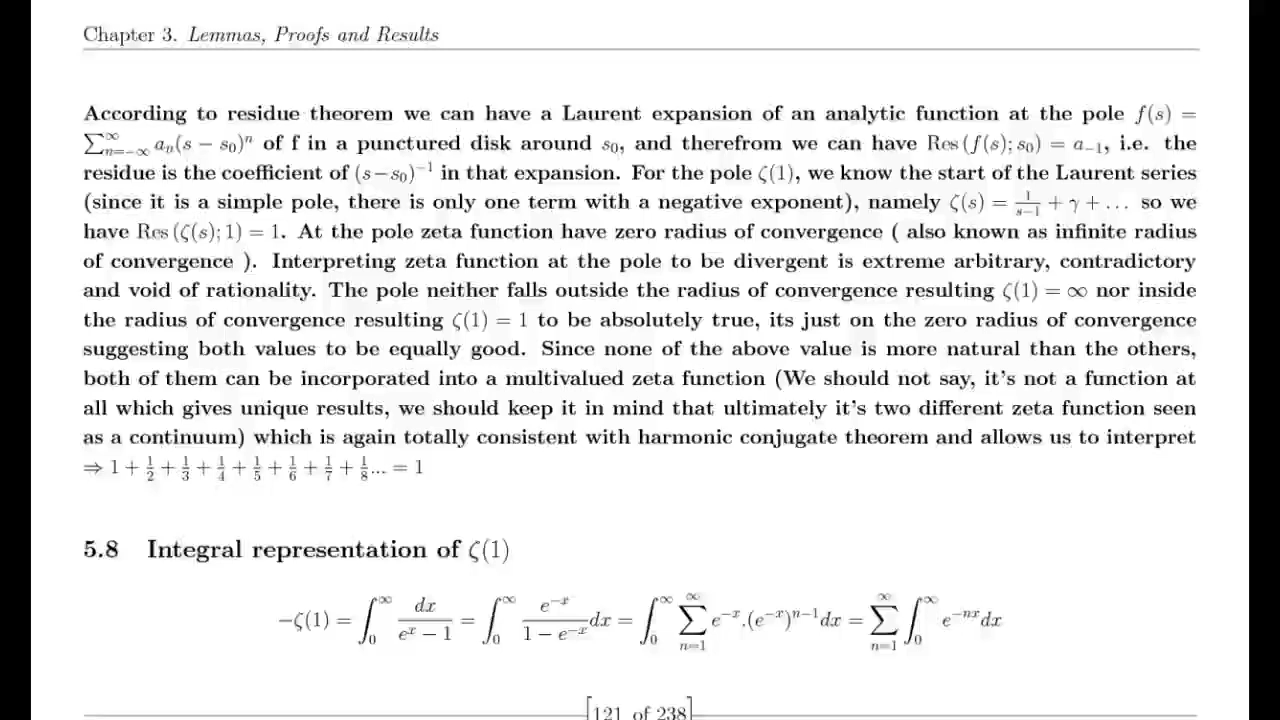 Chapter 3. Lemmas, Proofs and Results
According to residue theorem we can have a Laurent expansion of an analytic function at the pole f(s) =
∑_{n=−∞}^{∞} a_n(s − s_0)^n of f in a punctured disk around s_0, and therefrom we can have Res (f(s); s_0) = a_{−1}, i.e. the
residue is the coefficient of (s−s_0)^{−1} in that expansion. For the pole ζ(1), we know the start of the Laurent series
(since it is a simple pole, there is only one term with a negative exponent), namely ζ(s) = 1/(s−1) + γ + . . . so we
have Res (ζ(s); 1) = 1. At the pole zeta function have zero radius of convergence ( also known as infinite radius
of convergence ). Interpreting zeta function at the pole to be divergent is extreme arbitrary, contradictory
and void of rationality. The pole neither falls outside the radius of convergence resulting ζ(1) = ∞ nor inside
the radius of convergence resulting ζ(1) = 1 to be absolutely true, its just on the zero radius of convergence
suggesting both values to be equally good. Since none of the above value is more natural than the others,
both of them can be incorporated into a multivalued zeta function (We should not say, it's not a function at
all which gives unique results, we should keep it in mind that ultimately it's two different zeta function seen
as a continuum) which is again totally consistent with harmonic conjugate theorem and allows us to interpret
⇒ 1 + 1/2 + 1/3 + 1/4 + 1/5 + 1/6 + 1/7 + 1/8 ... = 1
5.8 Integral representation of ζ(1)
−ζ(1) = ∫_0^∞ dx/(e^x − 1) = ∫_0^∞ e^{−x}/(1 − e^{−x}) dx = ∫_0^∞ ∑_{n=1}^{∞} e^{−x}.(e^{−x})^{n−1} dx = ∑_{n=1}^{∞} ∫_0^∞ e^{−nx} dx
[121 of 238]